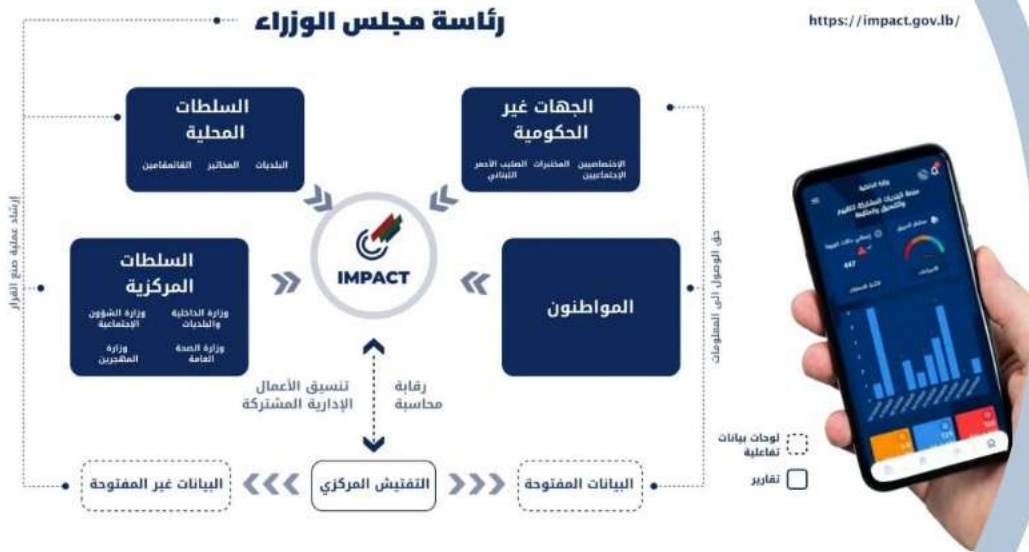 رئاسة مجلس الوزراء
https://impact.gov.lb/
الجهات غير
الحكومية
الإختصاصيين
الإجتماعيين
المختبرات
الصليب الأحمر
اللبناني
السلطات
المحلية
البلديات
المخاتير
القائمقامين
IMPACT
المواطنون
السلطات
المركزية
وزارة الداخلية
والبلديات
وزارة الشؤون
الإجتماعية
وزارة الصحة
العامة
وزارة
المهجرين
إرشاد عملية صنع القرار
حق الوصول الى المعلومات
رقابة
محاسبة
تنسيق الأعمال
الإدارية المشتركة
البيانات المفتوحة
التفتيش المركزي
البيانات غير المفتوحة
لوحات بيانات
تفاعلية
تقارير
وزارة الداخلية
447